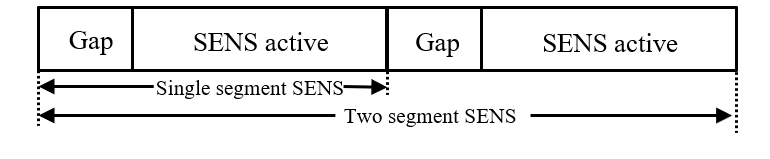 Gap SENS active Gap SENS active
Single segment SENS
Two segment SENS